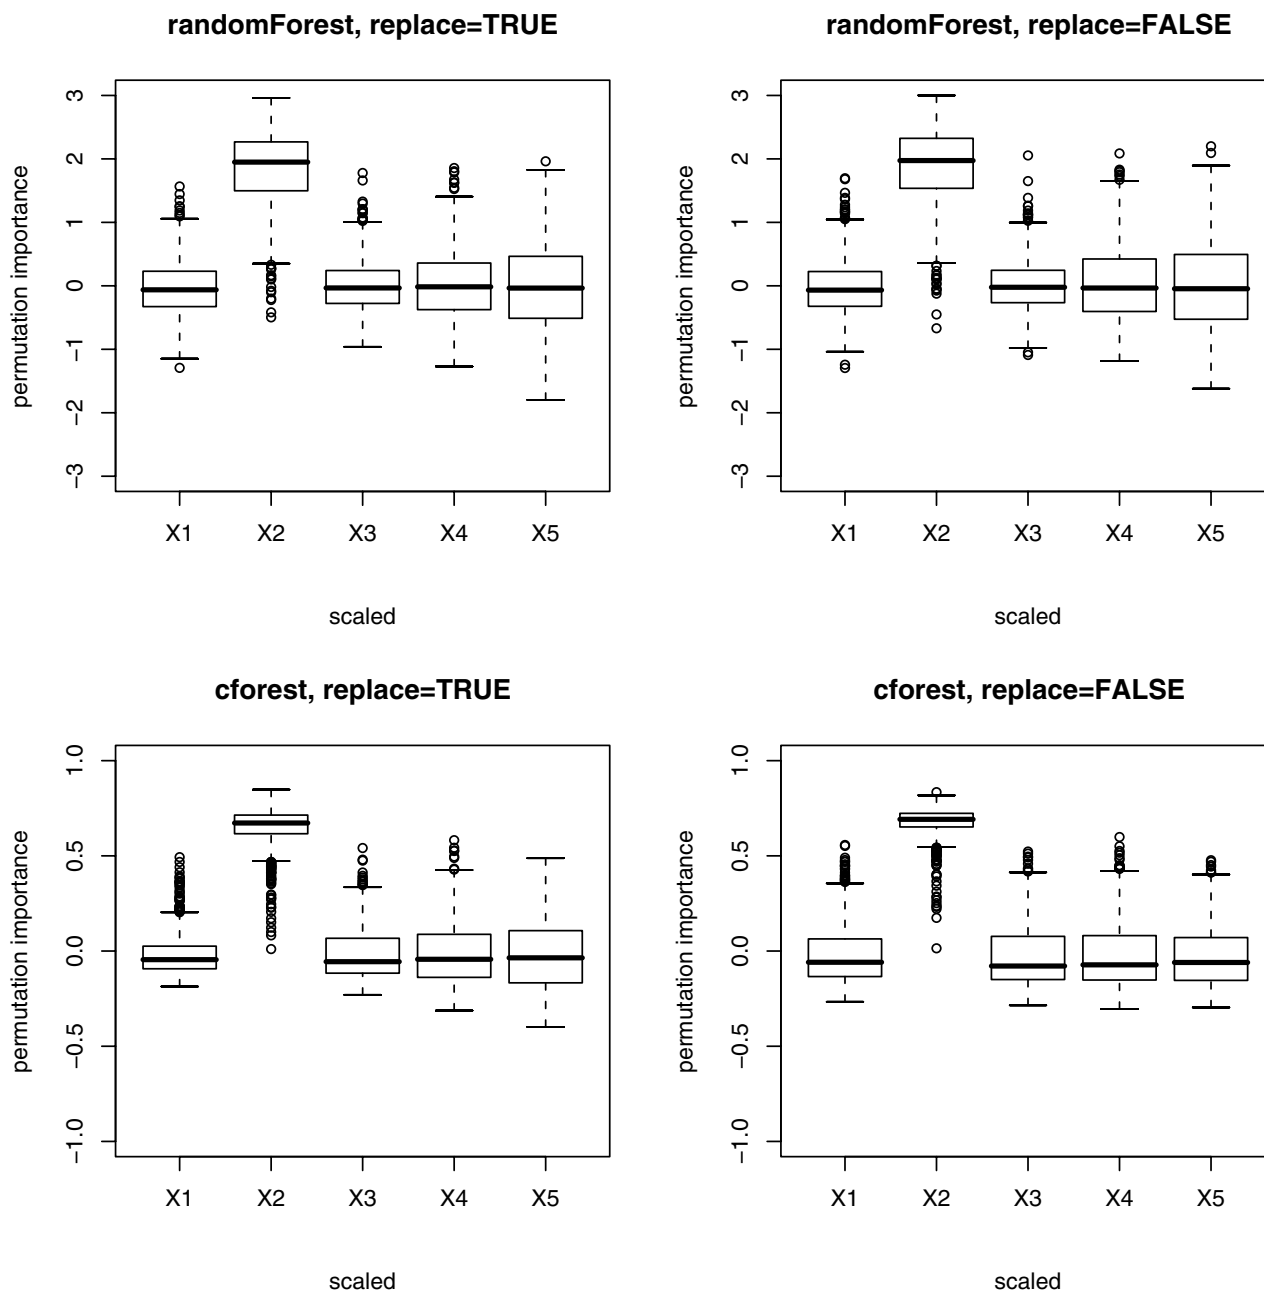 randomForest, replace=TRUE
permutation importance
3
2
1
0
−1
−2
−3
X1 X2 X3 X4 X5
scaled
randomForest, replace=FALSE
permutation importance
3
2
1
0
−1
−2
−3
X1 X2 X3 X4 X5
scaled
cforest, replace=TRUE
permutation importance
1.0
0.5
0.0
−0.5
−1.0
X1 X2 X3 X4 X5
scaled
cforest, replace=FALSE
permutation importance
1.0
0.5
0.0
−0.5
−1.0
X1 X2 X3 X4 X5
scaled